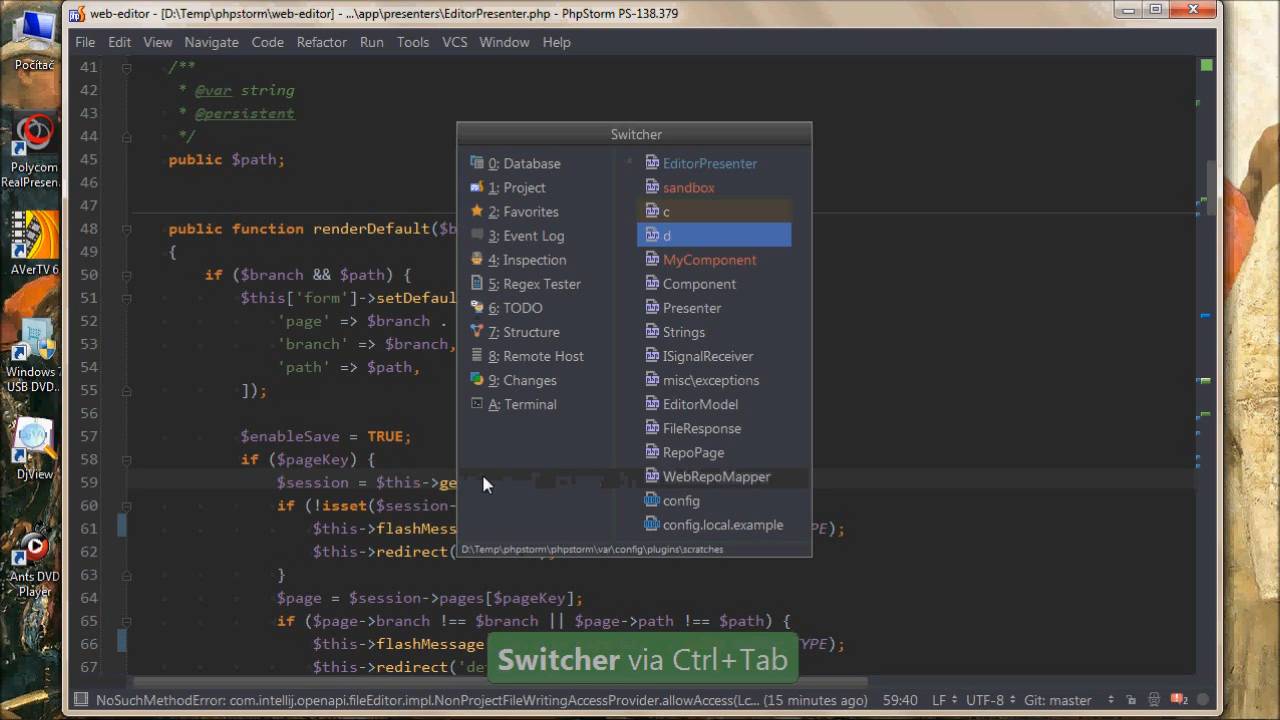 web-editor - [D:\Temp\phpstorm\web-editor] - ...\app\presenters\EditorPresenter.php - PhpStorm PS-138.379
File Edit View Navigate Code Refactor Run Tools VCS Window Help
Počítač
Polycom
RealPresen...
AVerTV 6
Windows 7
USB DVD...
DjView
Ants DVD
Player
41 /**
42 * @var string
43 * @persistent
44 */
45 public $path;
46
47
48 public function renderDefault($b
49 {
50 if ($branch && $path) {
51 $this['form']->setDefaul
52 'page' => $branch .
53 'branch' => $branch,
54 'path' => $path,
55 ]);
56
57 $enableSave = TRUE;
58 if ($pageKey) {
59 $session = $this->ge
60 if (!isset($session-
61 $this->flashMess YPE);
62 $this->redirect(
63 }
64 $page = $session->pages[$pageKey];
65 if ($page->branch !== $branch || $page->path !== $path) {
66 $this->flashMessage TYPE);
67 $this->redirect('de
Switcher
0: Database
1: Project
2: Favorites
3: Event Log
4: Inspection
5: Regex Tester
6: TODO
7: Structure
8: Remote Host
9: Changes
A: Terminal
EditorPresenter
sandbox
c
d
MyComponent
Component
Presenter
Strings
ISignalReceiver
misc\exceptions
EditorModel
FileResponse
RepoPage
WebRepoMapper
config
config.local.example
D:\Temp\phpstorm\phpstorm\var\config\plugins\scratches
Switcher via Ctrl+Tab
NoSuchMethodError: com.intellij.openapi.fileEditor.impl.NonProjectFileWritingAccessProvider.allowAccess(Lc... (15 minutes ago) 59:40 LF UTF-8 Git: master 2